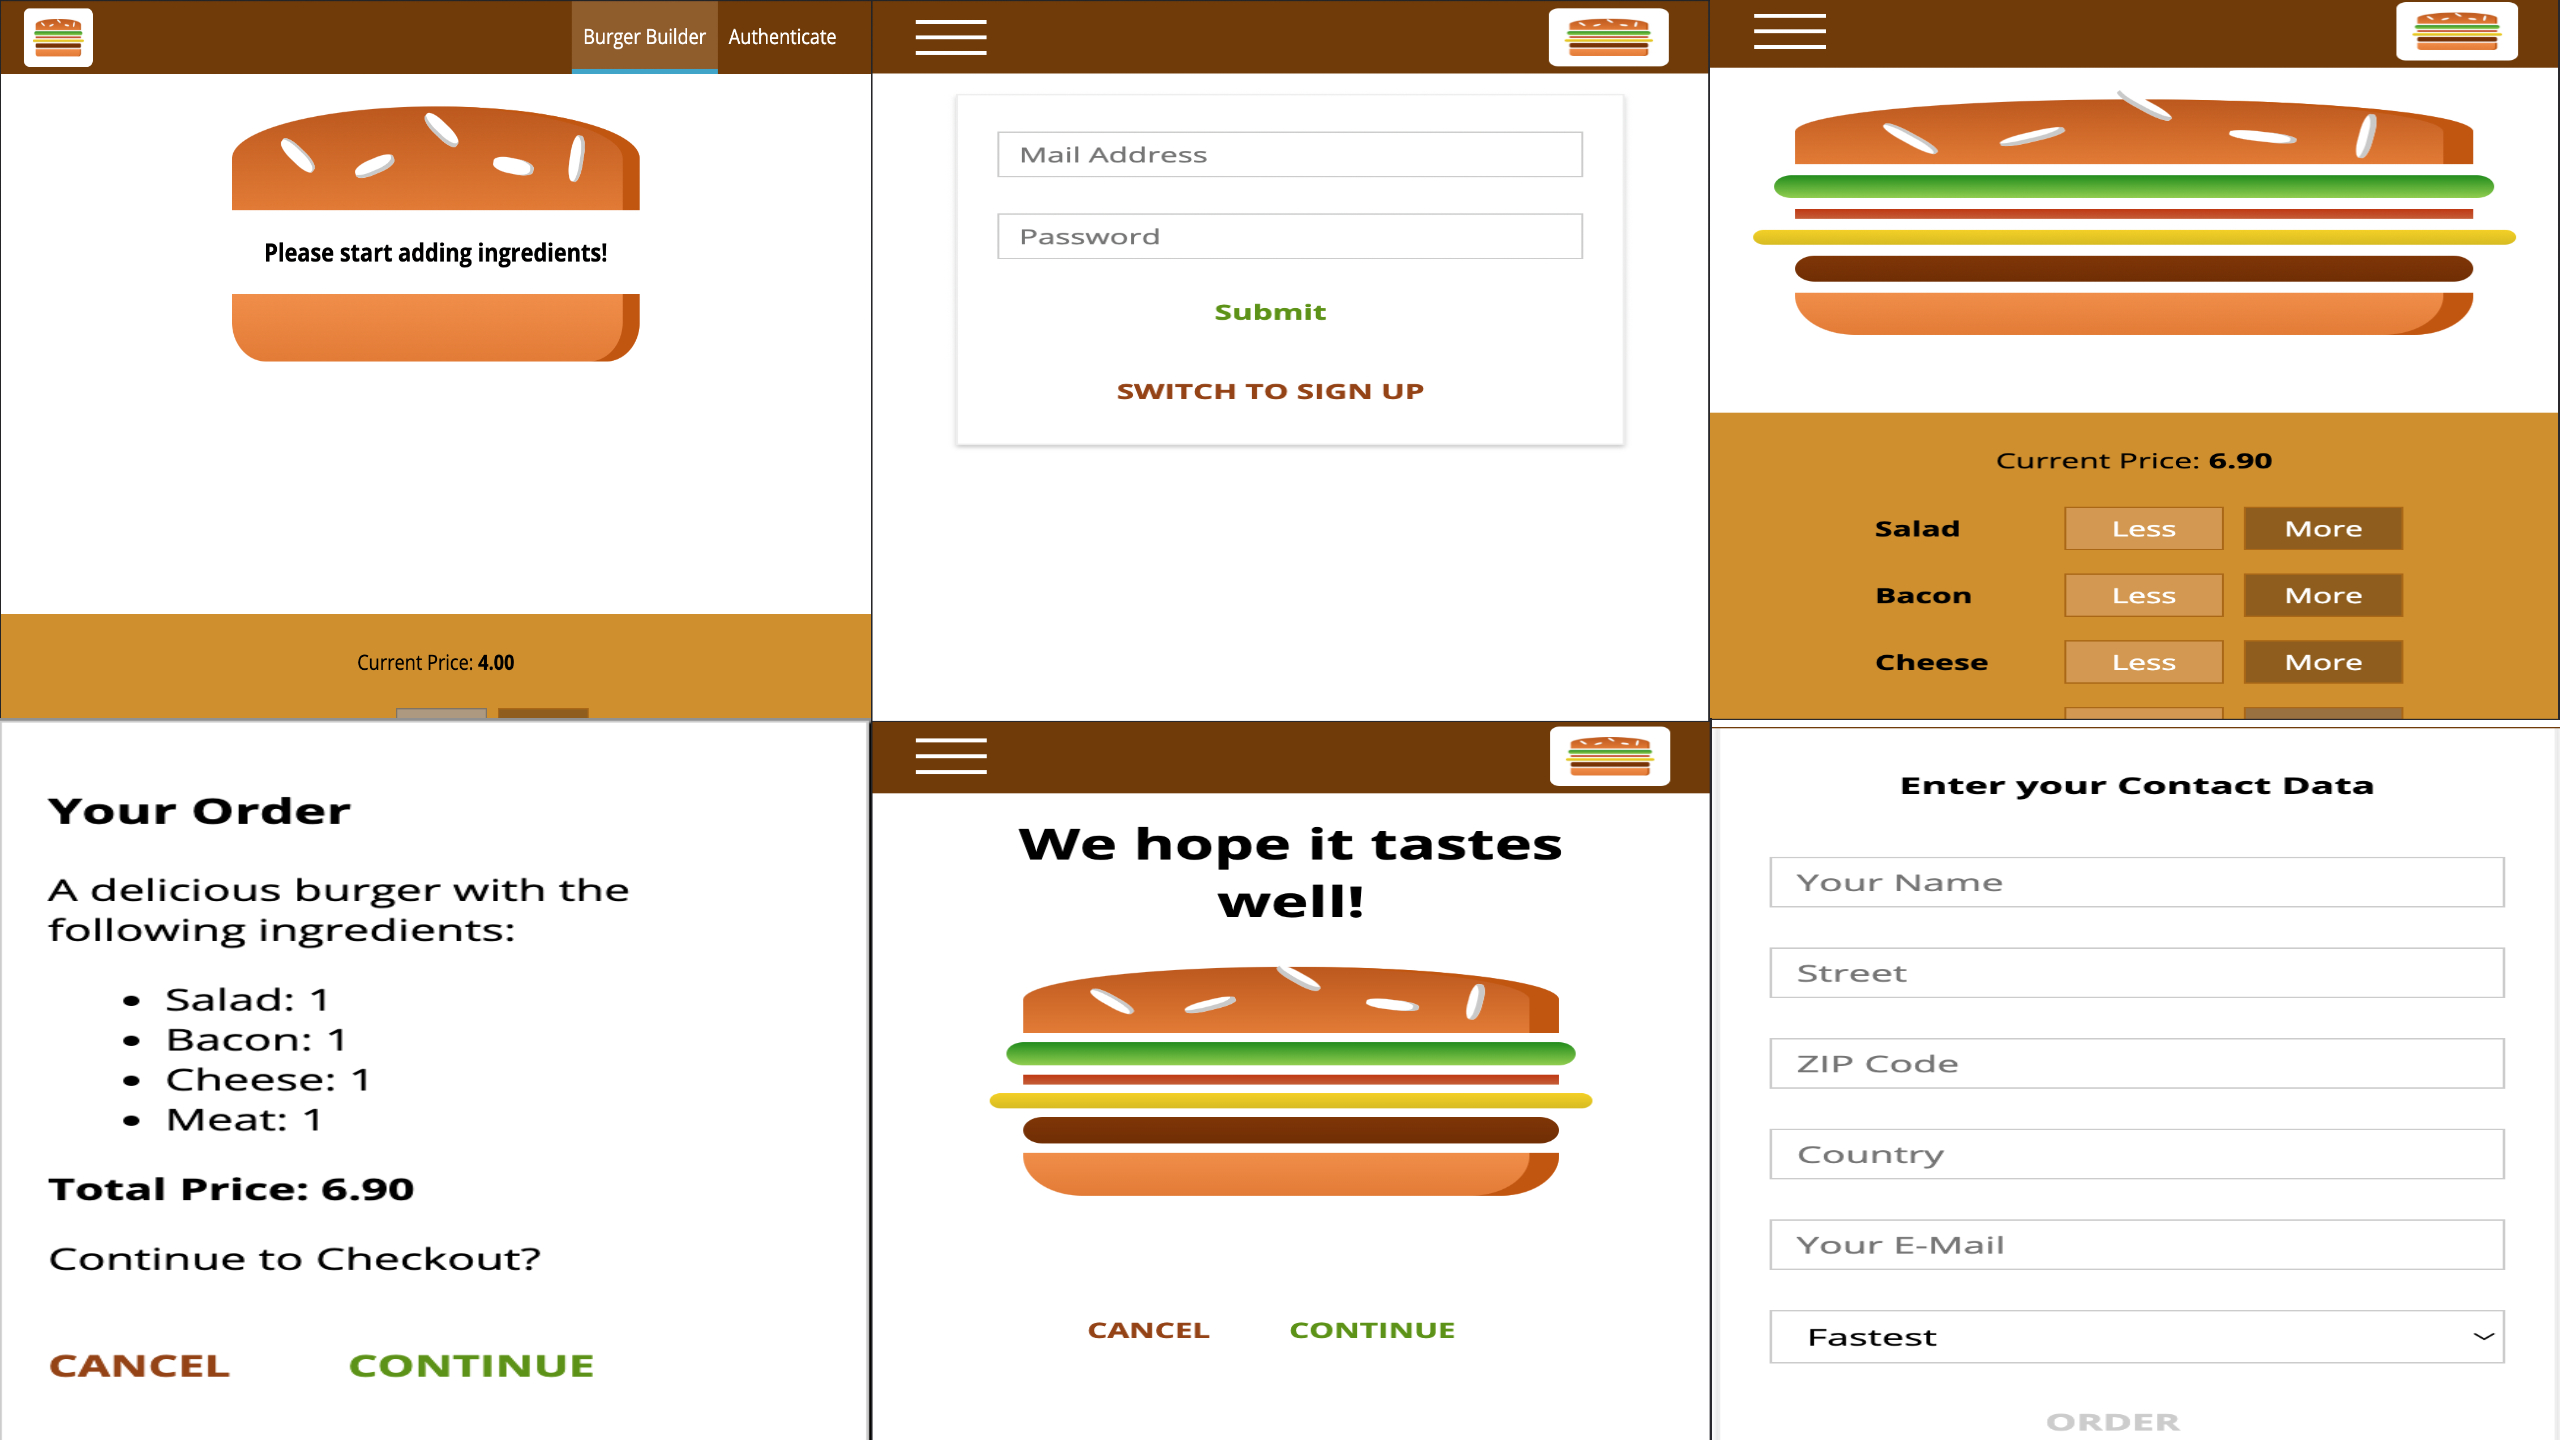 Burger Builder Authenticate
Please start adding ingredients!
Current Price: 4.00
Mail Address
Password
Submit
SWITCH TO SIGN UP
Current Price: 6.90
Salad Less More
Bacon Less More
Cheese Less More
Your Order
A delicious burger with the
following ingredients:
• Salad: 1
• Bacon: 1
• Cheese: 1
• Meat: 1
Total Price: 6.90
Continue to Checkout?
CANCEL CONTINUE
We hope it tastes
well!
CANCEL CONTINUE
Enter your Contact Data
Your Name
Street
ZIP Code
Country
Your E-Mail
Fastest
ORDER